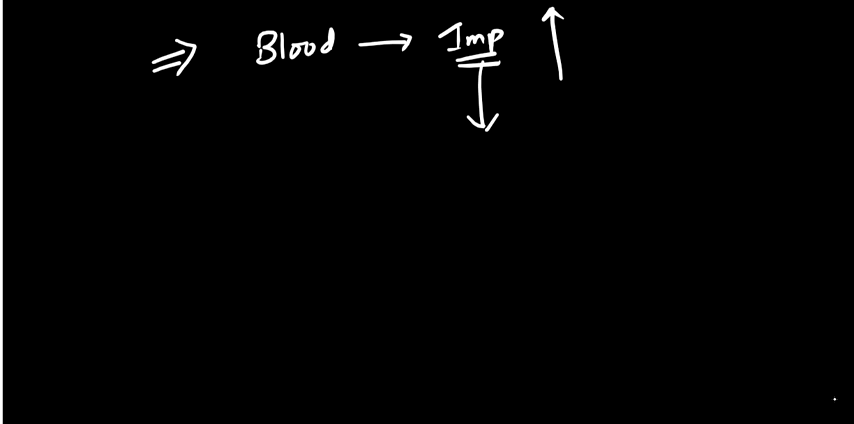 ⇒ Blood → Imp ↑
↓